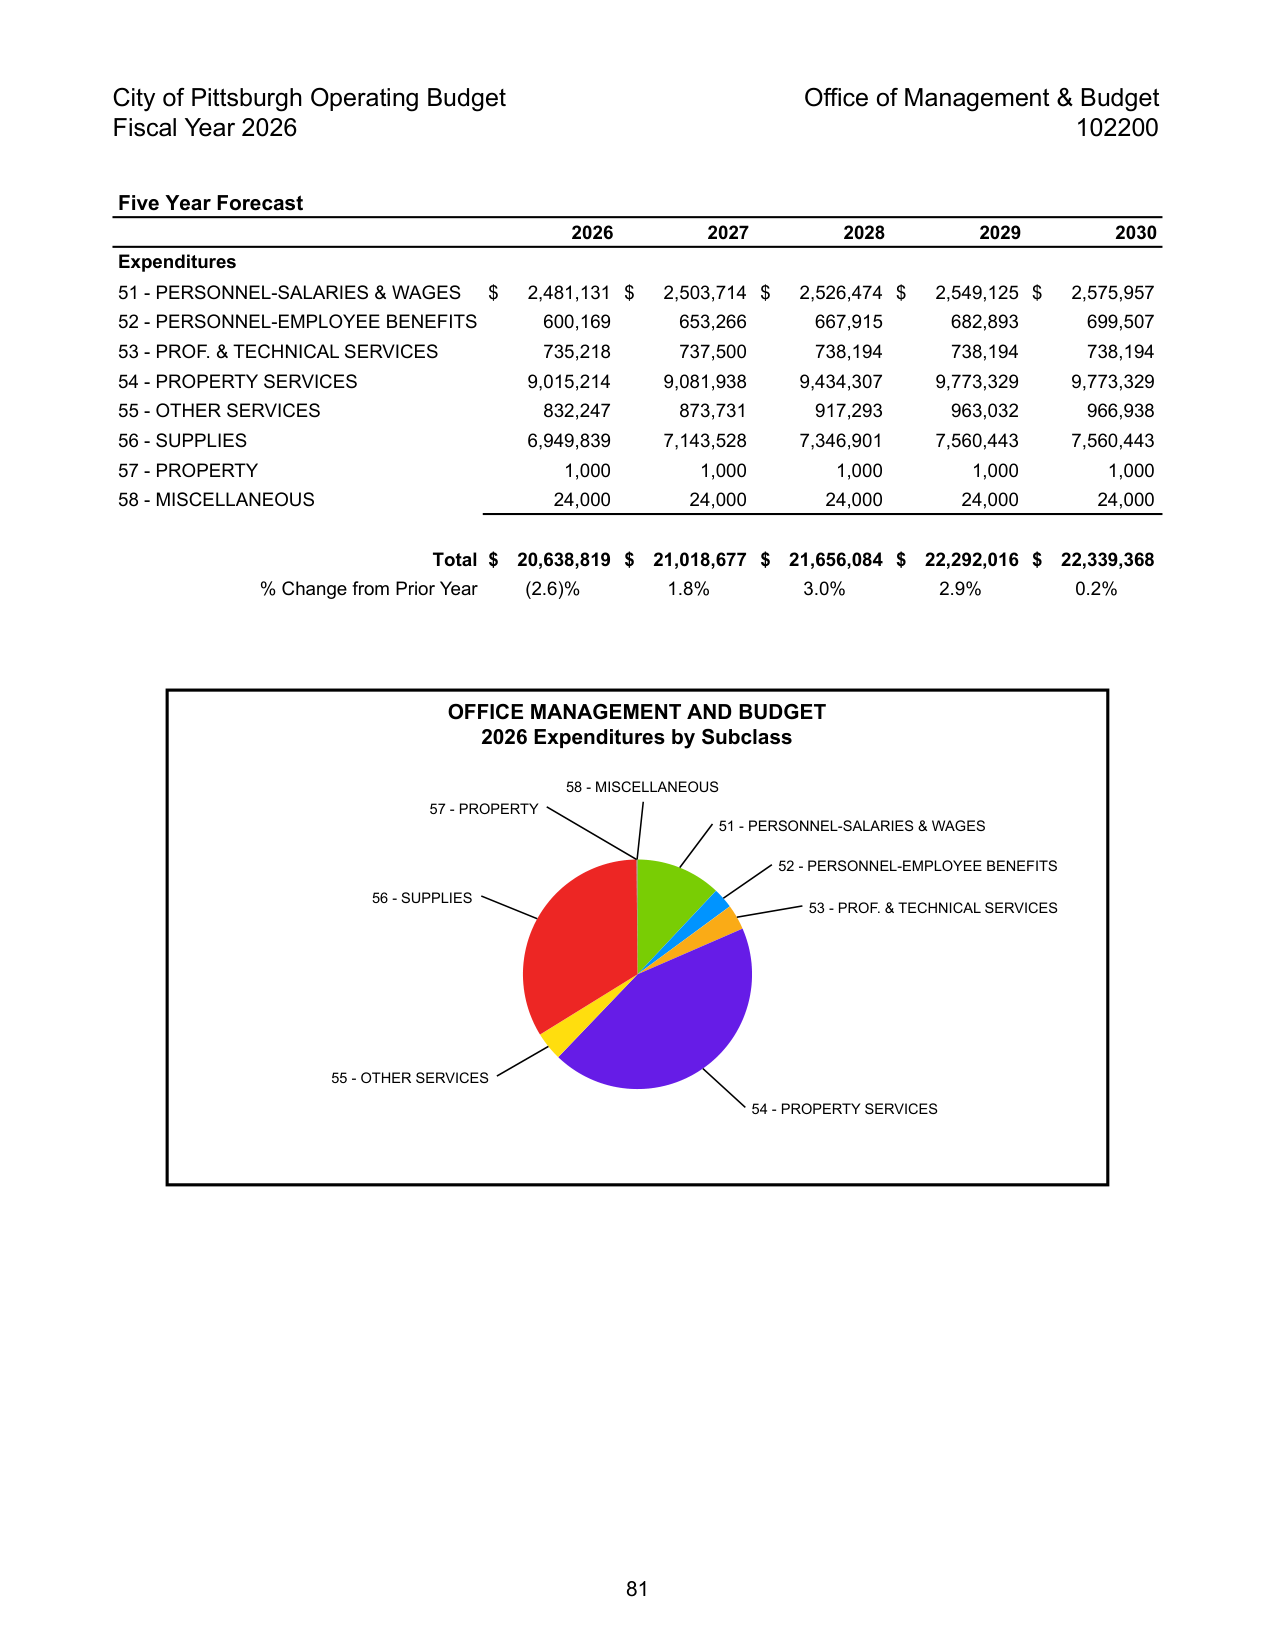 City of Pittsburgh Operating Budget Office of Management & Budget
Fiscal Year 2026 102200
Five Year Forecast
2026 2027 2028 2029 2030
Expenditures
51 - PERSONNEL-SALARIES & WAGES $ 2,481,131 $ 2,503,714 $ 2,526,474 $ 2,549,125 $ 2,575,957
52 - PERSONNEL-EMPLOYEE BENEFITS 600,169 653,266 667,915 682,893 699,507
53 - PROF. & TECHNICAL SERVICES 735,218 737,500 738,194 738,194 738,194
54 - PROPERTY SERVICES 9,015,214 9,081,938 9,434,307 9,773,329 9,773,329
55 - OTHER SERVICES 832,247 873,731 917,293 963,032 966,938
56 - SUPPLIES 6,949,839 7,143,528 7,346,901 7,560,443 7,560,443
57 - PROPERTY 1,000 1,000 1,000 1,000 1,000
58 - MISCELLANEOUS 24,000 24,000 24,000 24,000 24,000
Total $ 20,638,819 $ 21,018,677 $ 21,656,084 $ 22,292,016 $ 22,339,368
% Change from Prior Year (2.6)% 1.8% 3.0% 2.9% 0.2%
OFFICE MANAGEMENT AND BUDGET
2026 Expenditures by Subclass
58 - MISCELLANEOUS
57 - PROPERTY
51 - PERSONNEL-SALARIES & WAGES
52 - PERSONNEL-EMPLOYEE BENEFITS
56 - SUPPLIES
53 - PROF. & TECHNICAL SERVICES
55 - OTHER SERVICES
54 - PROPERTY SERVICES
81